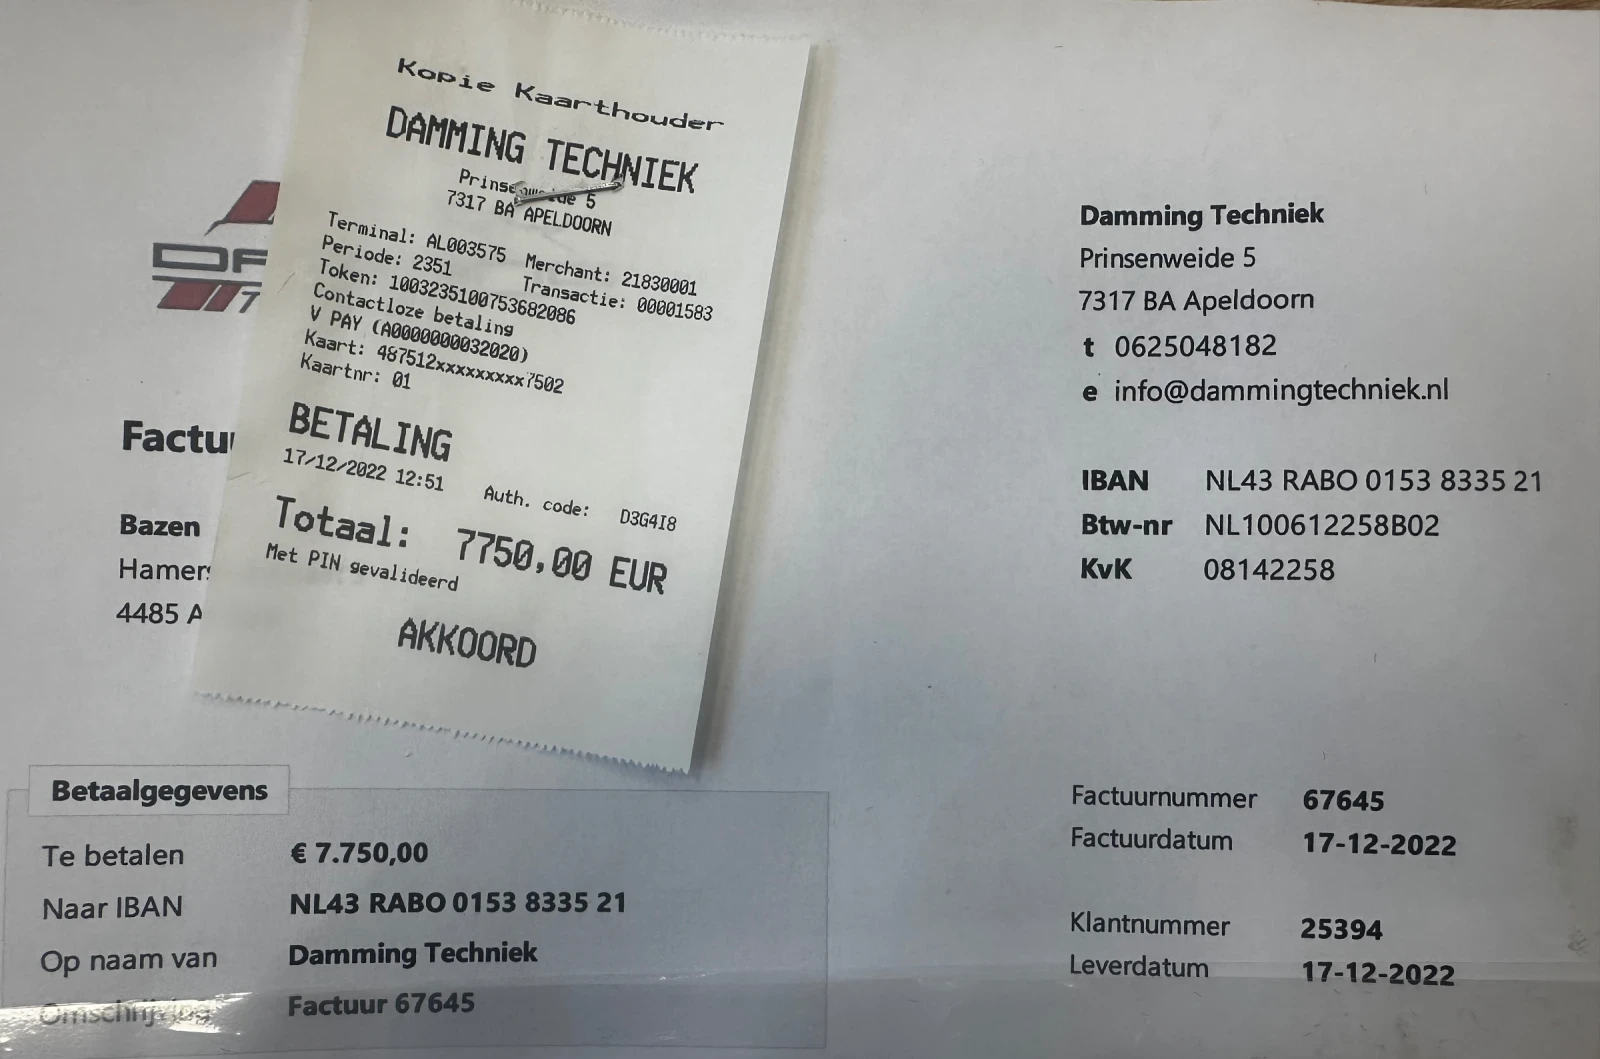 Kopie Kaarthouder
DAMMING TECHNIEK
5
7317 BA APELDOORN
Terminal: AL003575 Merchant: 21830001
Periode: 2351 Transactie: 00001583
Token: 1003235100753682086
Contactloze betaling
V PAY (A0000000032020)
Kaart: 487512xxxxxxxxx7502
Kaartnr: 01
BETALING
17/12/2022 12:51 Auth. code: D3G4I8
Totaal: 7750,00 EUR
Met PIN gevalideerd
AKKOORD
Damming Techniek
Prinsenweide 5
7317 BA Apeldoorn
t 0625048182
e info@dammingtechniek.nl
IBAN NL43 RABO 0153 8335 21
Btw-nr NL100612258B02
KvK 08142258
Factu
Bazen
Hamer
4485 A
Betaalgegevens
Te betalen € 7.750,00
Naar IBAN NL43 RABO 0153 8335 21
Op naam van Damming Techniek
Omschrijving Factuur 67645
Factuurnummer 67645
Factuurdatum 17-12-2022
Klantnummer 25394
Leverdatum 17-12-2022